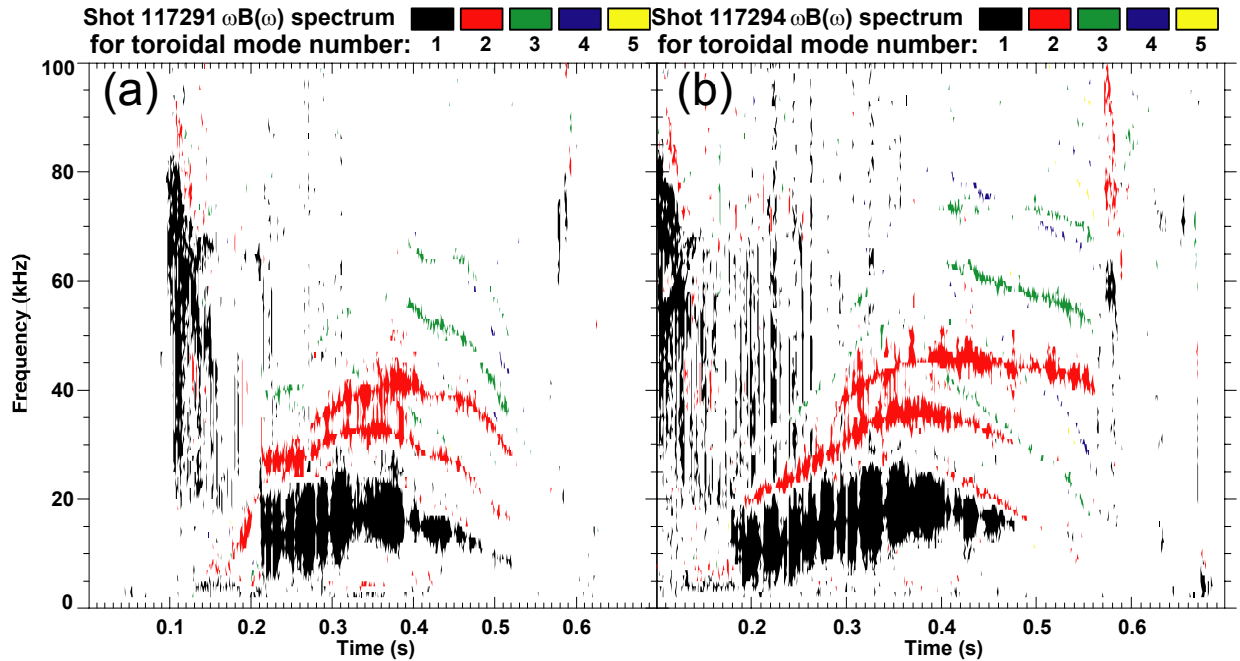 Shot 117291 ωB(ω) spectrum
for toroidal mode number: 1 2 3 4 5
Shot 117294 ωB(ω) spectrum
for toroidal mode number: 1 2 3 4 5
(a)
(b)
Frequency (kHz)
100
80
60
40
20
0
0.1 0.2 0.3 0.4 0.5 0.6
Time (s)
0.2 0.3 0.4 0.5 0.6
Time (s)